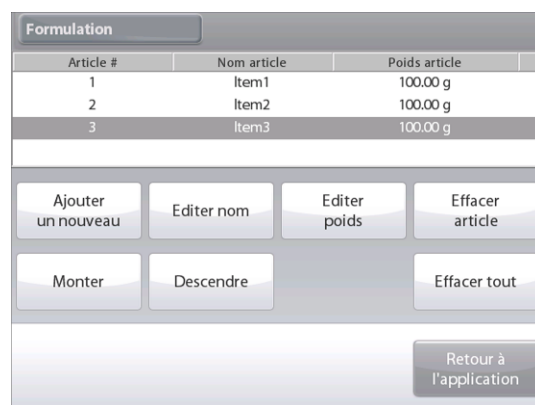 Formulation
Article # Nom article Poids article
1 Item1 100.00 g
2 Item2 100.00 g
3 Item3 100.00 g
Ajouter
un nouveau
Editer nom
Editer
poids
Effacer
article
Monter
Descendre
Effacer tout
Retour à
l'application